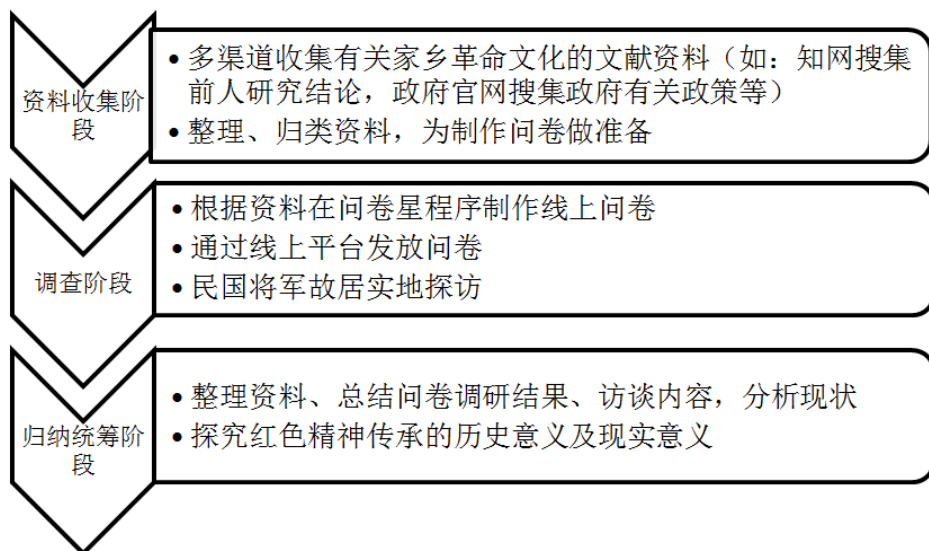 资料收集阶
段
• 多渠道收集有关家乡革命文化的文献资料（如：知网搜集
前人研究结论，政府官网搜集政府有关政策等）
• 整理、归类资料，为制作问卷做准备
调查阶段
• 根据资料在问卷星程序制作线上问卷
• 通过线上平台发放问卷
• 民国将军故居实地探访
归纳统筹阶
段
• 整理资料、总结问卷调研结果、访谈内容，分析现状
• 探究红色精神传承的历史意义及现实意义